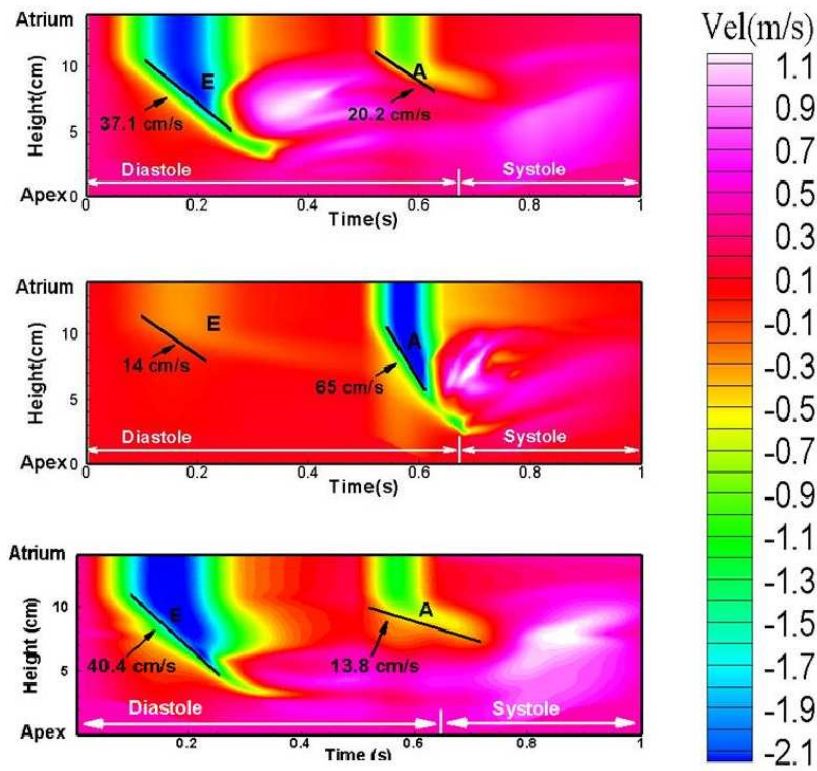 Vel(m/s)
1.1
0.9
0.7
0.5
0.3
0.1
-0.1
-0.3
-0.5
-0.7
-0.9
-1.1
-1.3
-1.5
-1.7
-1.9
-2.1
Atrium
Height(cm)
10
5
Apex 0
E
37.1 cm/s
A
20.2 cm/s
Diastole
Systole
0 0.2 0.4 0.6 0.8 1
Time(s)
Atrium
Height(cm)
10
5
Apex 0
E
14 cm/s
A
65 cm/s
Diastole
Systole
0 0.2 0.4 0.6 0.8 1
Time(s)
Atrium
Height (cm)
10
5
Apex
E
40.4 cm/s
A
13.8 cm/s
Diastole
Systole
0.2 0.4 0.6 0.8 1
Time (s)